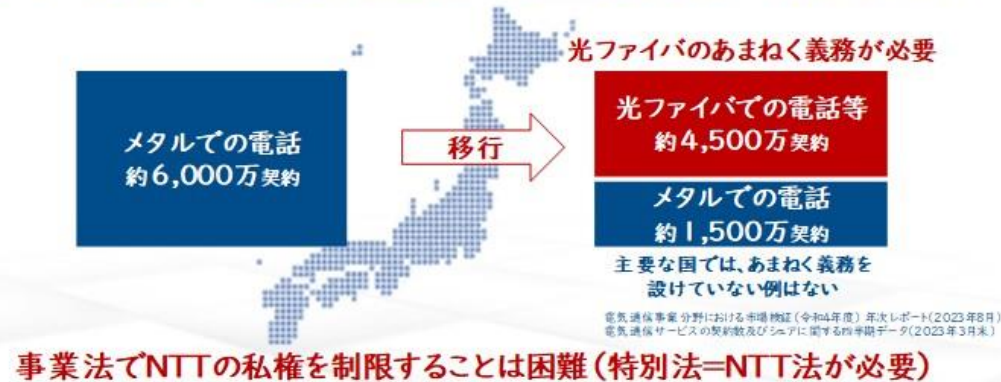 光ファイバのあまねく義務が必要
メタルでの電話
約6,000万契約
移行
光ファイバでの電話等
約4,500万契約
メタルでの電話
約1,500万契約
主要な国では、あまねく義務を
設けていない例はない
電気通信事業分野における市場検証(令和4年度) 年次レポート(2023年8月)
電気通信サービスの契約数及びシェアに関する四半期データ(2023年3月末)
事業法でNTTの私権を制限することは困難(特別法=NTT法が必要)